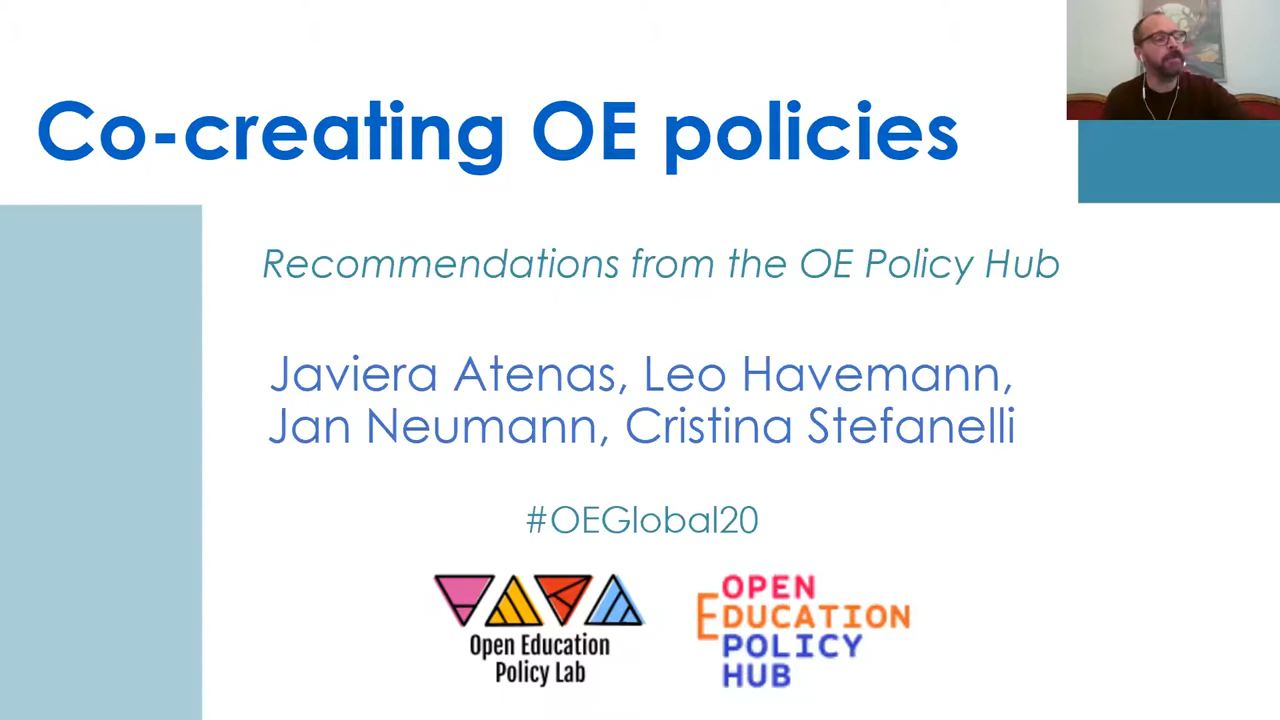 Co-creating OE policies
Recommendations from the OE Policy Hub
Javiera Atenas, Leo Havemann,
Jan Neumann, Cristina Stefanelli
#OEGlobal20
Open Education
Policy Lab
OPEN
EDUCATION
POLICY
HUB